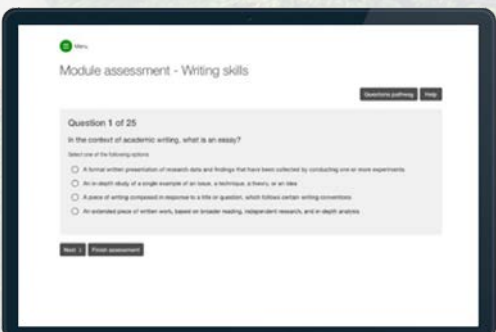 Menu
Module assessment - Writing skills
Questions pathway Help
Question 1 of 25
In the context of academic writing, what is an essay?
Select one of the following options
A formal written presentation of research data and findings that have been collected by conducting one or more experiments
An in-depth study of a single example of an issue, a technique, a theory, or an idea
A piece of writing composed in response to a title or question, which follows certain writing conventions
An extended piece of written work, based on broader reading, independent research, and in-depth analysis
Next Finish assessment